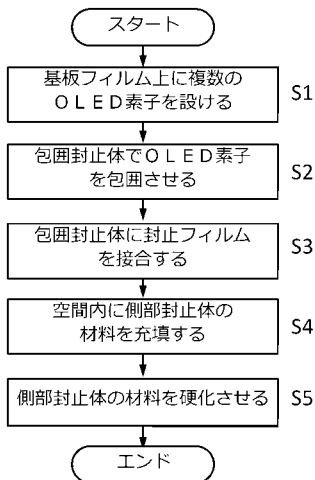 スタート
基板フィルム上に複数の
ＯＬＥＤ素子を設ける
S1
包囲封止体でＯＬＥＤ素子
を包囲させる
S2
包囲封止体に封止フィルム
を接合する
S3
空間内に側部封止体の
材料を充填する
S4
側部封止体の材料を硬化させる
S5
エンド